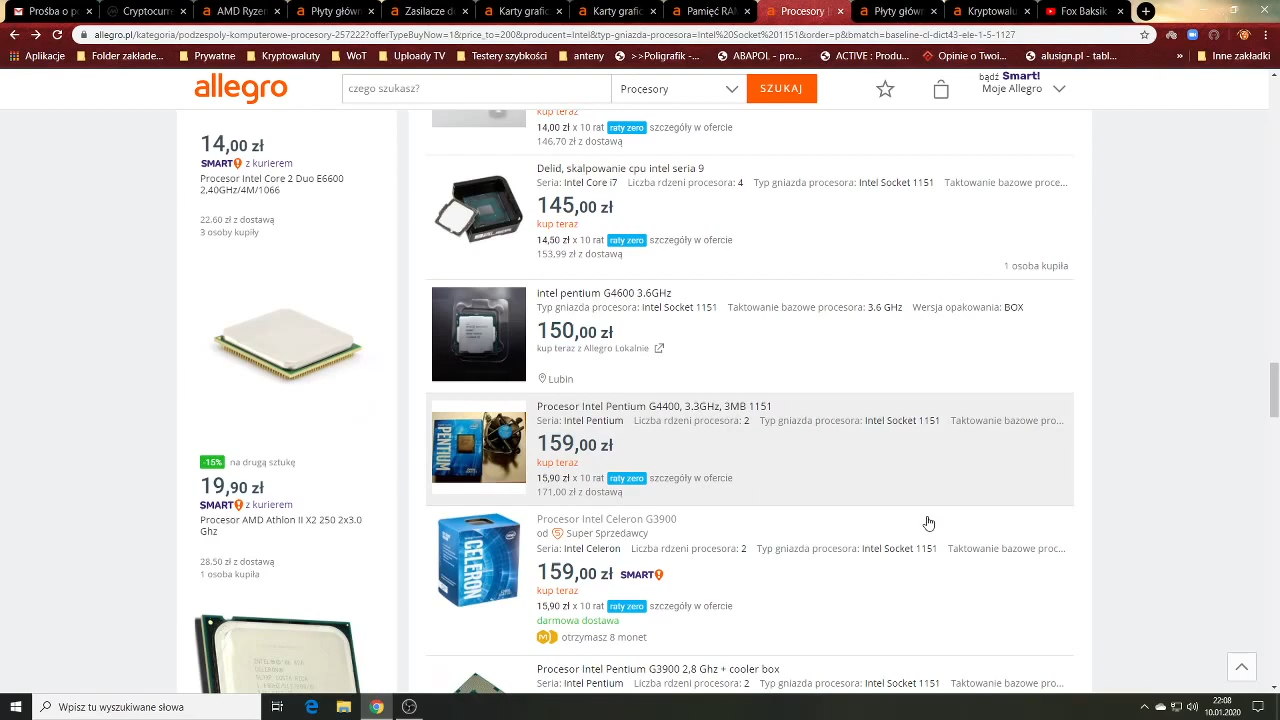 Prośba o p
Cryptocurre
AMD Ryzer
Płyty główn
Zasilacze d
Karty grafic
Karty grafic
Pamięć RAM
Procesory
Płyty główn
Kryptowalu
Fox Baksik
allegro.pl/kategoria/podzespoly-komputerowe-procesory-257222?offerTypeBuyNow=1&price_to=200&producent=Intel&typ-gniazda-procesora=Intel%20Socket%201151&order=p&bmatch=baseline-cl-dict43-ele-1-5-1127
Aplikacje
Content
Prywatny
Kryptowaluty
WoT
Uploady TV
Testery szybkości
anteny
>>Poligrafik -
ABAPOL -
ACTIVE : Produ...
Opinie o Twoi...
alusign.pl - tabl...
Inne zakładki
allegro
czego szukasz?
Procesory
SZUKAJ
bądź Smart!
Moje Allegro
14,00 zł
SMART! z kurierem
Procesor Intel Core 2 Duo E6600
2,40GHz/4M/1066
22,60 zł z dostawą
3 osoby kupiły
-15% na drugą sztukę
19,90 zł
SMART! z kurierem
Procesor AMD Athlon II X2 250 2x3.0
Ghz
28,50 zł z dostawą
1 osoba kupiła
kup teraz
14,00 zł x 10 rat raty zero szczegóły w ofercie
146,70 zł z dostawą
Delid, skalpowanie cpu intel seria 9
Seria: Intel Core i7 Liczba rdzeni procesora: 4 Typ gniazda procesora: Intel Socket 1151 Taktowanie bazowe proce...
145,00 zł
kup teraz
14,50 zł x 10 rat raty zero szczegóły w ofercie
153,99 zł z dostawą
1 osoba kupiła
intel pentium G4600 3.6GHz
Typ gniazda procesora: Intel Socket 1151 Taktowanie bazowe procesora: 3.6 GHz Wersja opakowania: BOX
150,00 zł
kup teraz z Allegro Lokalnie
Lubin
Procesor Intel Pentium G4400, 3.3GHz, 3MB 1151
Seria: Intel Pentium Liczba rdzeni procesora: 2 Typ gniazda procesora: Intel Socket 1151 Taktowanie bazowe pro...
159,00 zł
kup teraz
15,90 zł x 10 rat raty zero szczegóły w ofercie
171,00 zł z dostawą
PENTIUM
Procesor Intel Celeron G3900
od S Super Sprzedawcy
Seria: Intel Celeron Liczba rdzeni procesora: 2 Typ gniazda procesora: Intel Socket 1151 Taktowanie bazowe proc...
159,00 zł SMART!
kup teraz
15,90 zł x 10 rat raty zero szczegóły w ofercie
darmowa dostawa
M otrzymasz 8 monet
intel
CELERON
Procesor Intel Pentium G3900 2.8 GHz + cooler box
Seria: Intel Pentium Liczba rdzeni procesora: 2 Typ gniazda procesora: Intel Socket 1151 Taktowanie bazowe pro...
Wpisz tu wyszukiwane słowa
22:08
10.01.2020